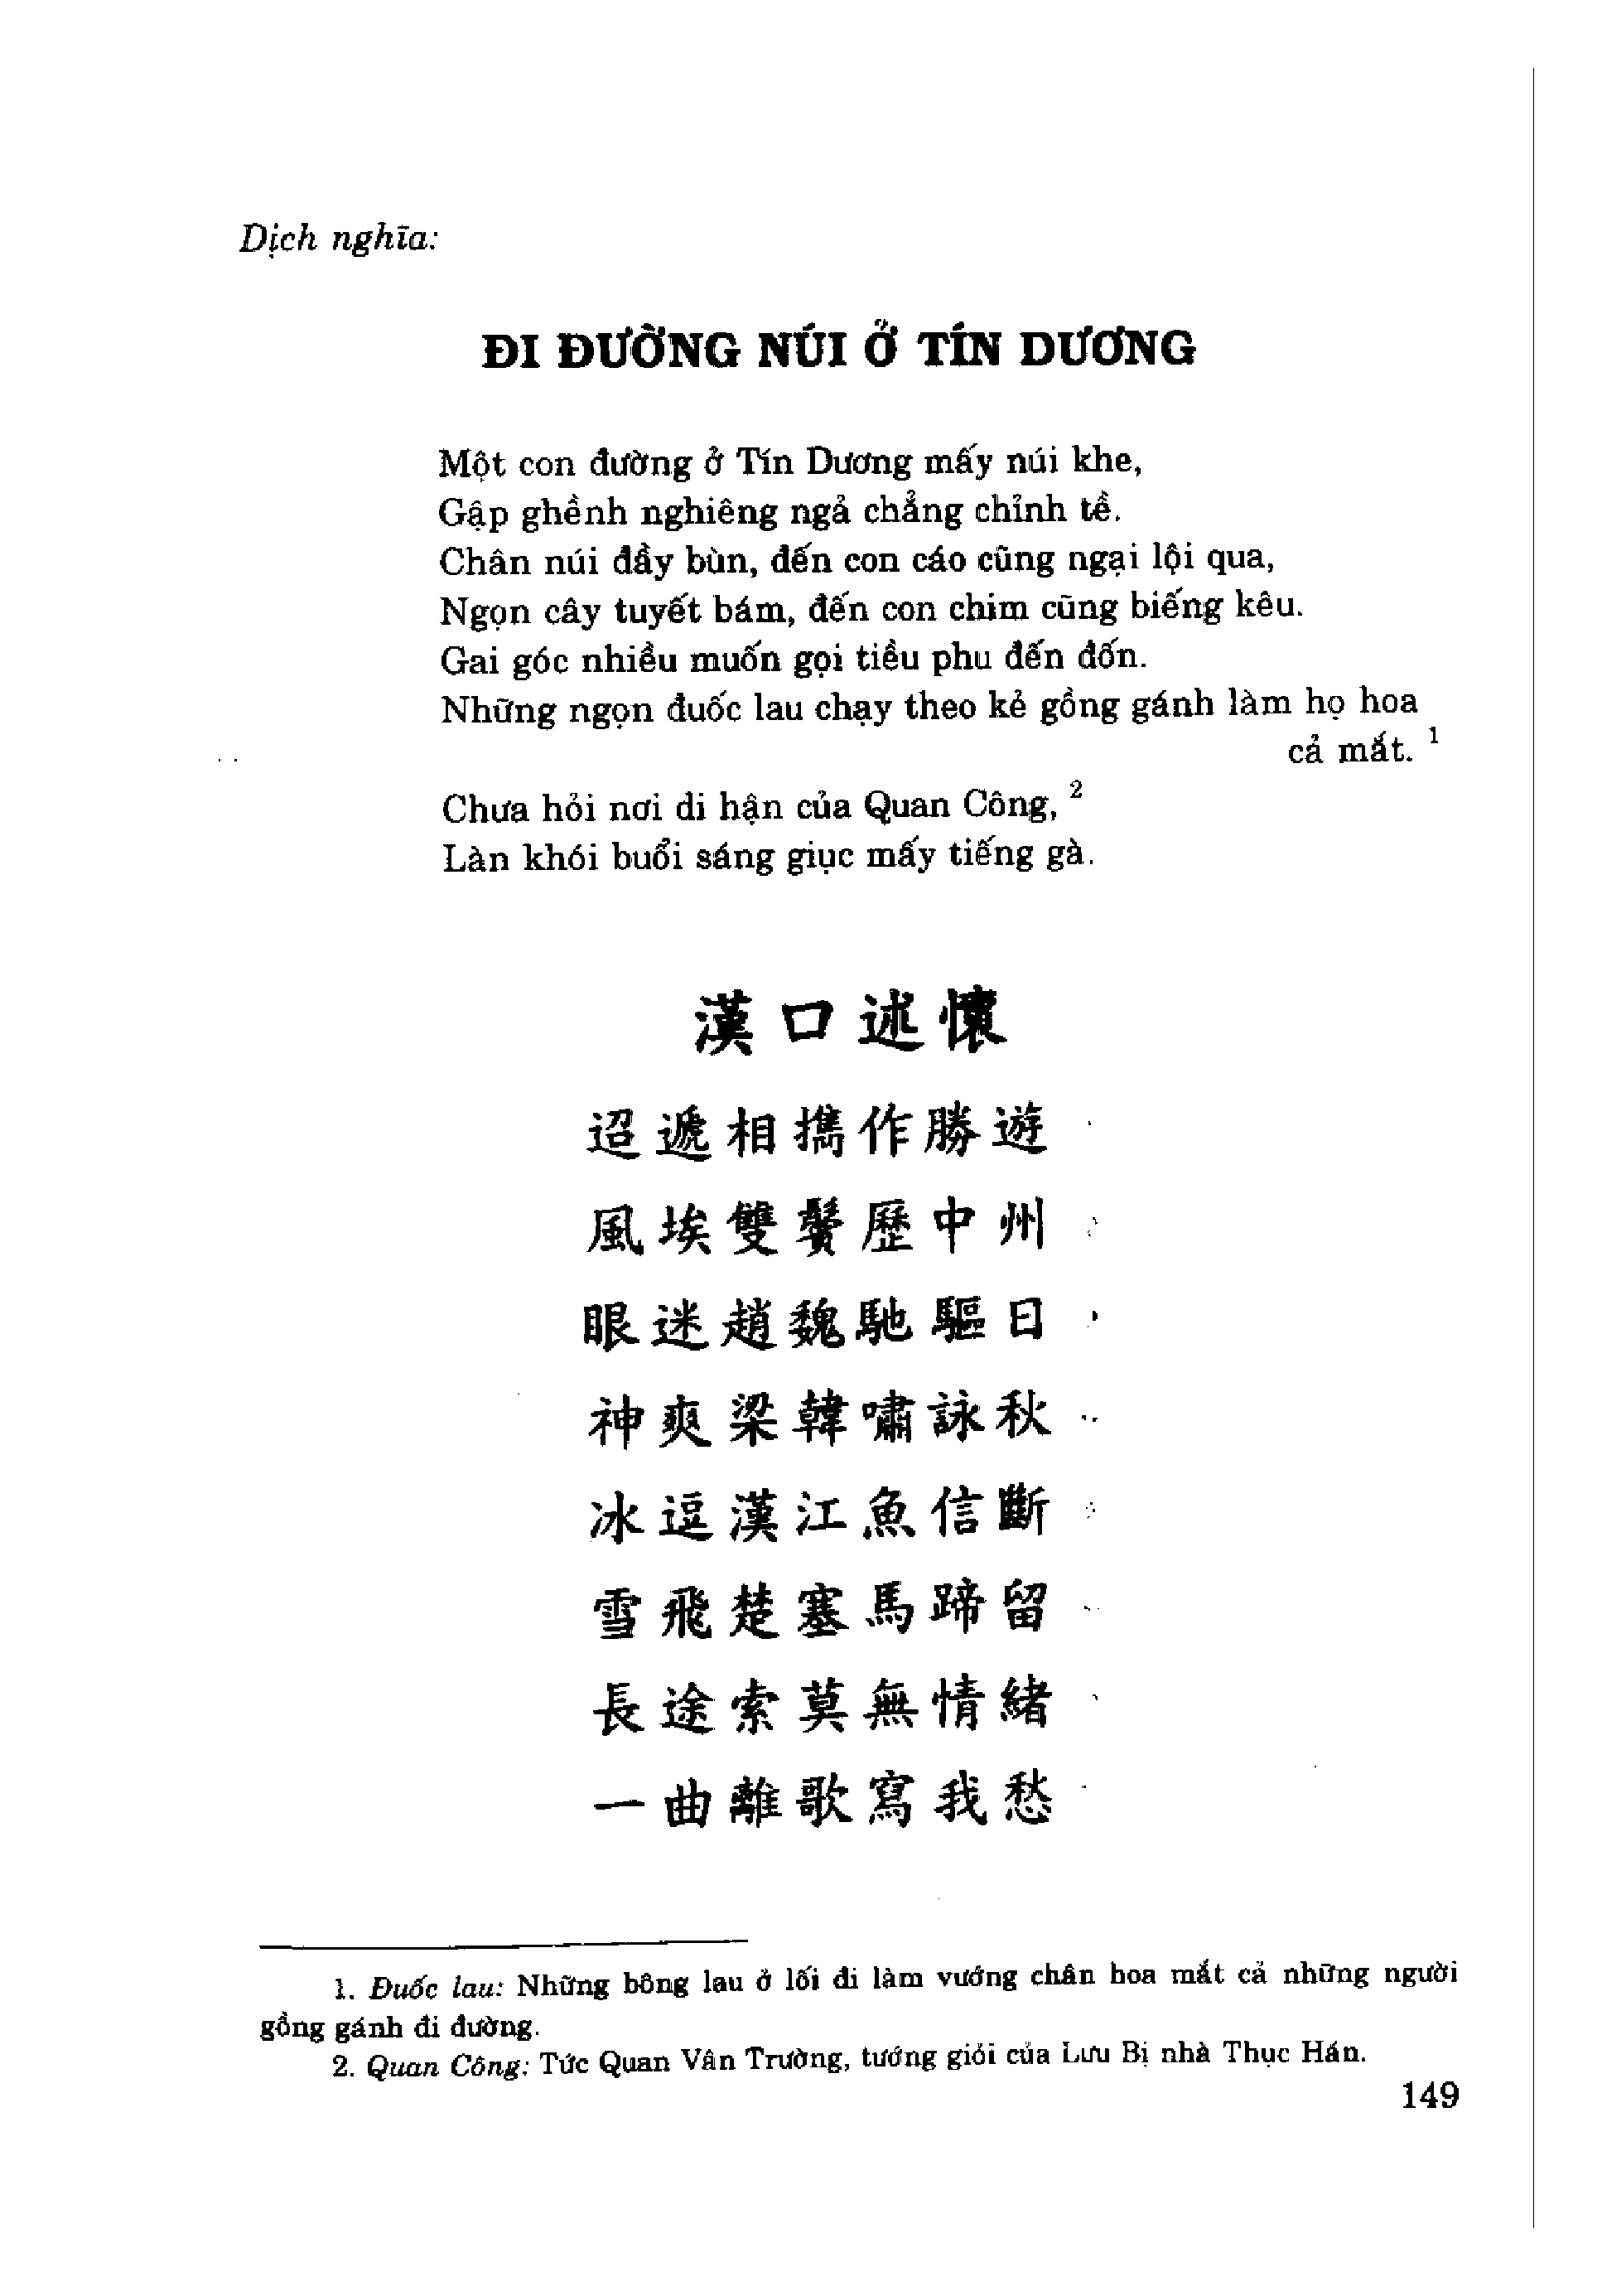 Dịch nghĩa:
ĐI ĐƯỜNG NÚI Ở TÍN DƯƠNG
Một con đường ở Tín Dương mấy núi khe,
Gập ghềnh nghiêng ngả chẳng chỉnh tề.
Chân núi đầy bùn, đến con cáo cũng ngại lội qua,
Ngọn cây tuyết bám, đến con chim cũng biếng kêu.
Gai góc nhiều muốn gọi tiều phu đến đốn.
Những ngọn đuốc lau chạy theo kẻ gồng gánh làm họ hoa
cả mắt. 1
Chưa hỏi nơi di hận của Quan Công, 2
Làn khói buổi sáng giục mấy tiếng gà.
漢口述懷
迢遞相攜作勝遊
風埃雙鬢歷中州
眼迷趙魏馳驅日
神爽梁韓嘯詠秋
冰逗漢江魚信斷
雪飛楚塞馬蹄留
長途索莫無情緒
一曲離歌寫我愁
1. Đuốc lau: Những bông lau ở lối đi làm vướng chân hoa mắt cả những người
gồng gánh đi đường.
2. Quan Công: Tức Quan Vân Trường, tướng giỏi của Lưu Bị nhà Thục Hán.
149